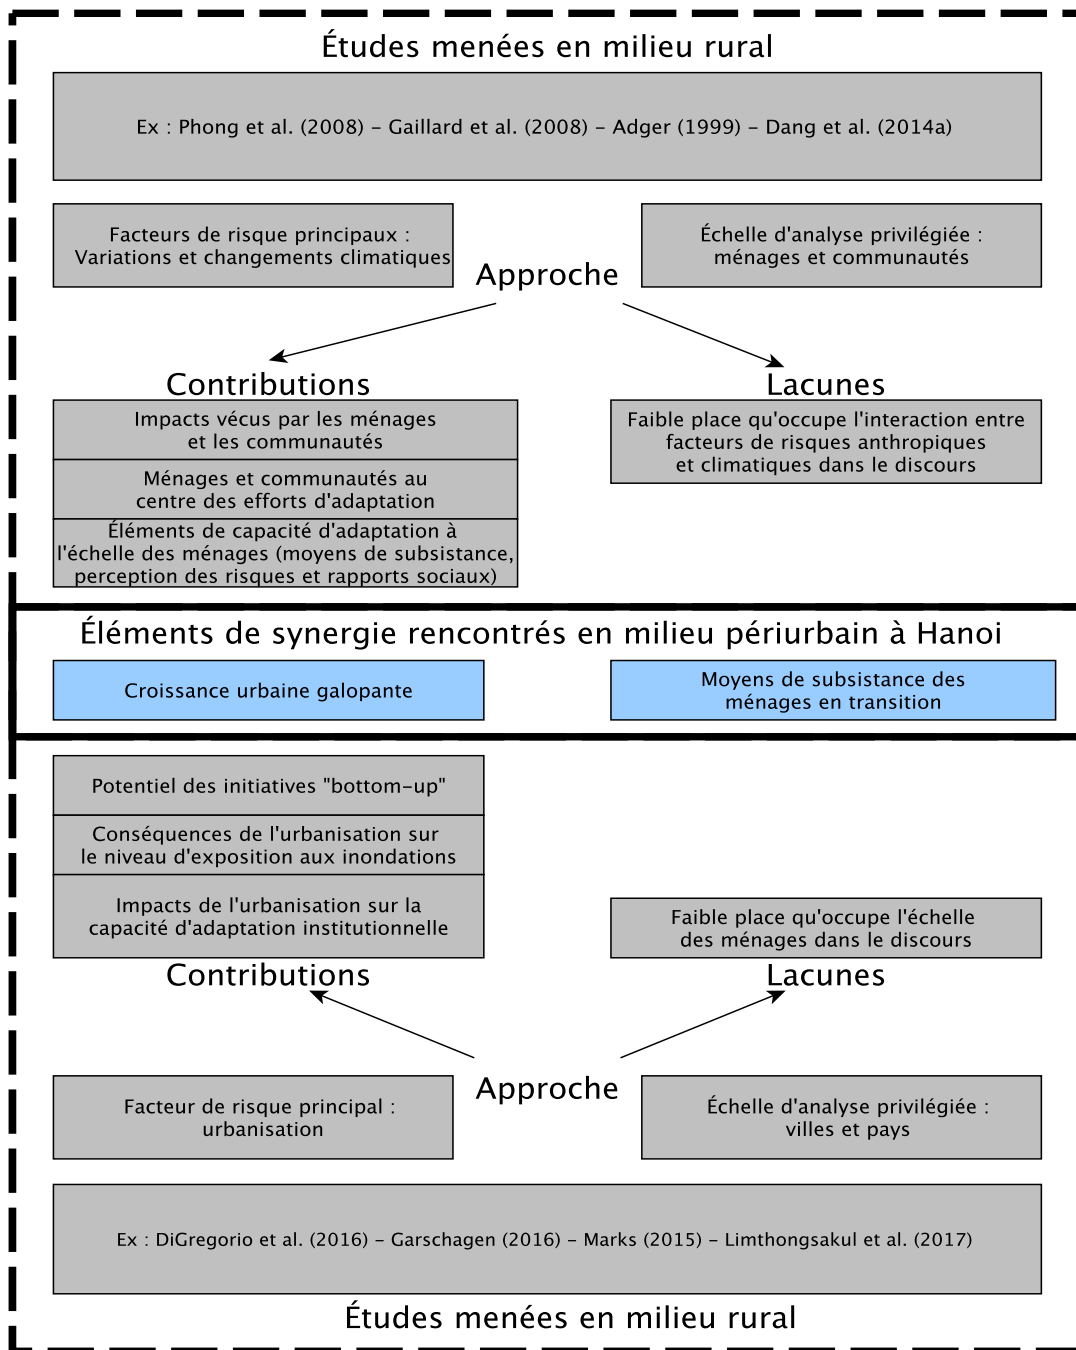 Études menées en milieu rural
Ex : Phong et al. (2008) – Gaillard et al. (2008) – Adger (1999) – Dang et al. (2014a)
Facteurs de risque principaux :
Variations et changements climatiques
Échelle d'analyse privilégiée :
ménages et communautés
Approche
Contributions
Impacts vécus par les ménages
et les communautés
Ménages et communautés au
centre des efforts d'adaptation
Éléments de capacité d'adaptation à
l'échelle des ménages (moyens de subsistance,
perception des risques et rapports sociaux)
Lacunes
Faible place qu'occupe l'interaction entre
facteurs de risques anthropiques
et climatiques dans le discours
Éléments de synergie rencontrés en milieu périurbain à Hanoi
Croissance urbaine galopante
Moyens de subsistance des
ménages en transition
Potentiel des initiatives "bottom–up"
Conséquences de l'urbanisation sur
le niveau d'exposition aux inondations
Impacts de l'urbanisation sur la
capacité d'adaptation institutionnelle
Contributions
Faible place qu'occupe l'échelle
des ménages dans le discours
Lacunes
Approche
Facteur de risque principal :
urbanisation
Échelle d'analyse privilégiée :
villes et pays
Ex : DiGregorio et al. (2016) – Garschagen (2016) – Marks (2015) – Limthongsakul et al. (2017)
Études menées en milieu rural